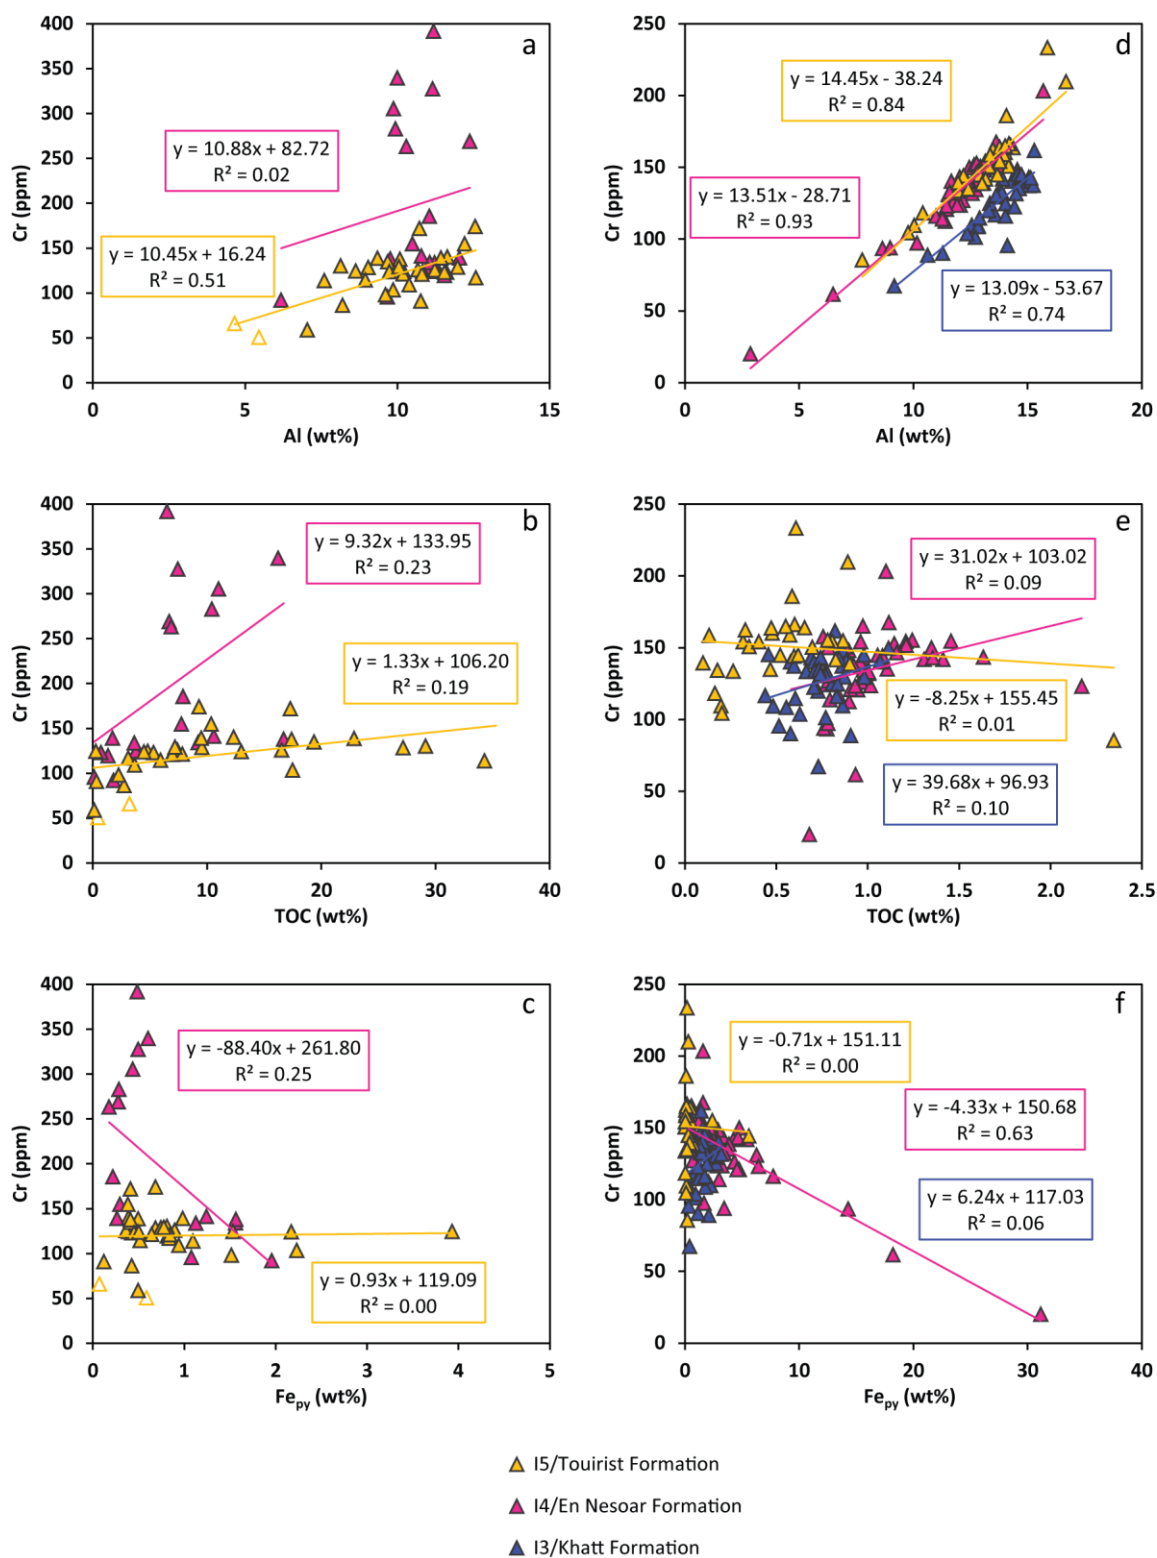 a
400
350
300
250
200
150
100
50
0
Cr (ppm)
y = 10.88x + 82.72
R² = 0.02
y = 10.45x + 16.24
R² = 0.51
0 5 10 15
Al (wt%)
d
250
200
150
100
50
0
Cr (ppm)
y = 14.45x - 38.24
R² = 0.84
y = 13.51x - 28.71
R² = 0.93
y = 13.09x - 53.67
R² = 0.74
0 5 10 15 20
Al (wt%)
b
400
350
300
250
200
150
100
50
0
Cr (ppm)
y = 9.32x + 133.95
R² = 0.23
y = 1.33x + 106.20
R² = 0.19
0 10 20 30 40
TOC (wt%)
e
250
200
150
100
50
0
Cr (ppm)
y = 31.02x + 103.02
R² = 0.09
y = -8.25x + 155.45
R² = 0.01
y = 39.68x + 96.93
R² = 0.10
0.0 0.5 1.0 1.5 2.0 2.5
TOC (wt%)
c
400
350
300
250
200
150
100
50
0
Cr (ppm)
y = -88.40x + 261.80
R² = 0.25
y = 0.93x + 119.09
R² = 0.00
0 1 2 3 4 5
Fepy (wt%)
f
250
200
150
100
50
0
Cr (ppm)
y = -0.71x + 151.11
R² = 0.00
y = -4.33x + 150.68
R² = 0.63
y = 6.24x + 117.03
R² = 0.06
0 10 20 30 40
Fepy (wt%)
I5/Touirist Formation
I4/En Nesoar Formation
I3/Khatt Formation